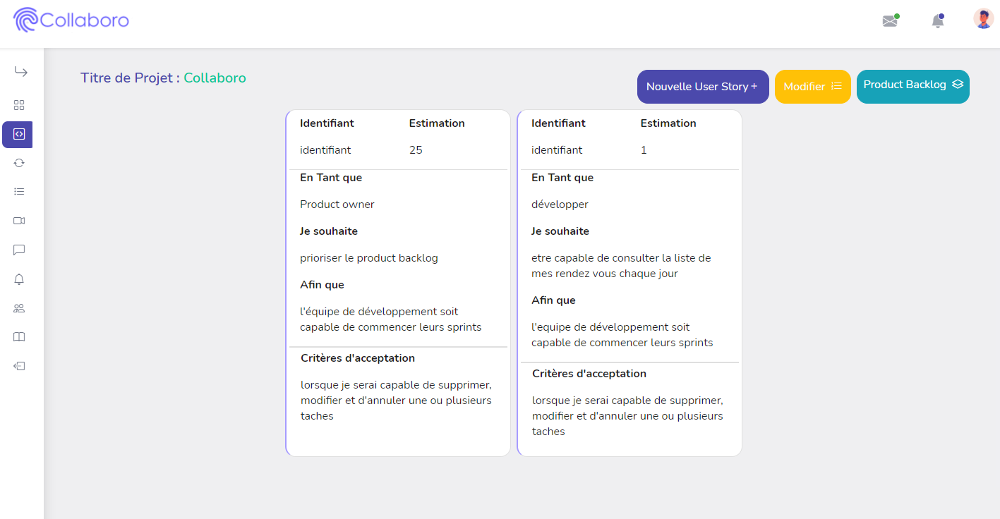 Collaboro
Titre de Projet : Collaboro
Nouvelle User Story +
Modifier
Product Backlog
Identifiant Estimation
identifiant 25
En Tant que
Product owner
Je souhaite
prioriser le product backlog
Afin que
l'équipe de développement soit
capable de commencer leurs sprints
Critères d'acceptation
lorsque je serai capable de supprimer,
modifier et d'annuler une ou plusieurs
taches
Identifiant Estimation
identifiant 1
En Tant que
développer
Je souhaite
etre capable de consulter la liste de
mes rendez vous chaque jour
Afin que
l'equipe de développement soit
capable de commencer leurs sprints
Critères d'acceptation
lorsque je serai capable de supprimer,
modifier et d'annuler une ou plusieurs
taches